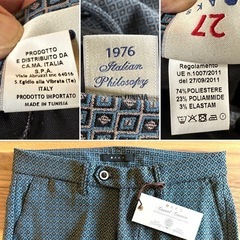 PRODOTTO
E DISTRIBUITO
DA CA.MA. ITALIA
S.P.A.
Viale Abruzzi mc 64016
S. Egidio alla Vibrata (Te)
ITALY
PRODOTTO IMPORTATO
MADE IN TUNISIA
1976
Italian
Philosophy
27
Regolamento
UE n.1007/2011
del 27/09/2011
74%POLIESTERE
23%POLIAMMIDE
3% ELASTAM